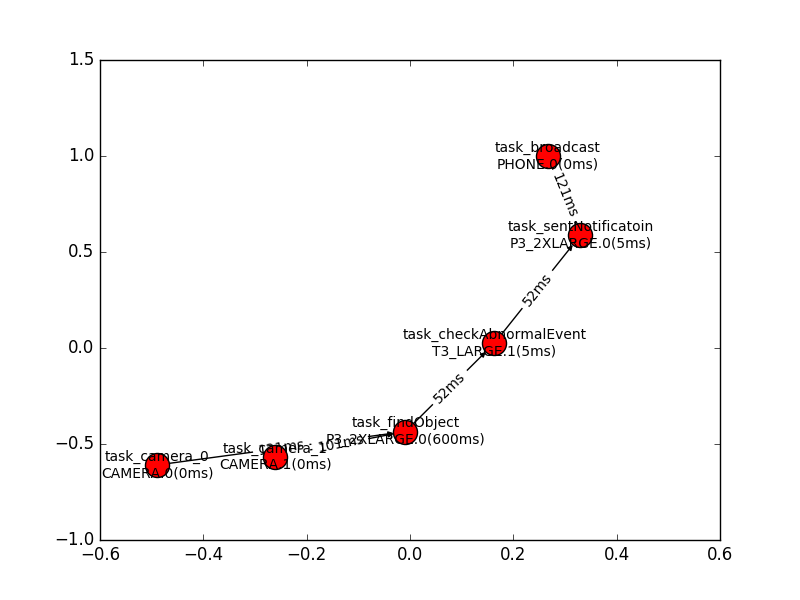 1.5
1.0
0.5
0.0
−0.5
−1.0
−0.6
−0.4
−0.2
0.0
0.2
0.4
0.6
task_broadcast
PHONE.0(0ms)
121ms
task_sentNotificatoin
P3_2XLARGE.0(5ms)
52ms
task_checkAbnormalEvent
T3_LARGE.1(5ms)
52ms
task_findObject
P3_2XLARGE.0(600ms)
101ms
task_camera_1
CAMERA.1(0ms)
task_camera_0
CAMERA.0(0ms)